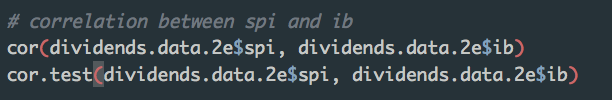 # correlation between spi and ib
cor(dividends.data.2e$spi, dividends.data.2e$ib)
cor.test(dividends.data.2e$spi, dividends.data.2e$ib)